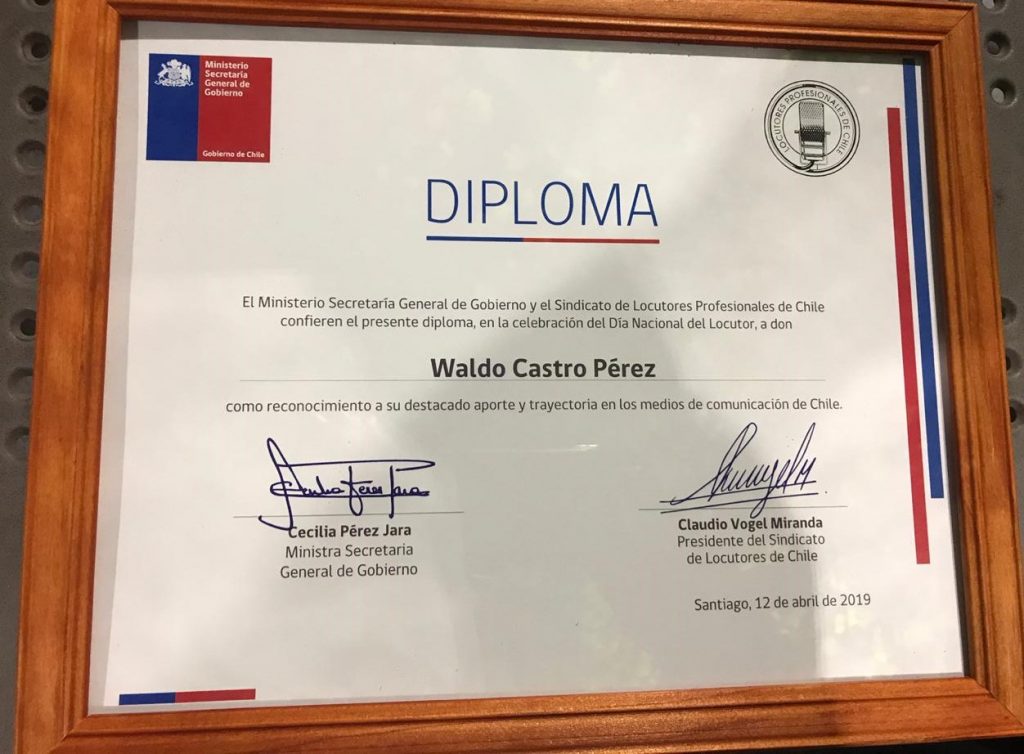 Ministerio
Secretaría
General de
Gobierno
Gobierno de Chile
LOCUTORES PROFESIONALES DE CHILE
DIPLOMA
El Ministerio Secretaría General de Gobierno y el Sindicato de Locutores Profesionales de Chile
confieren el presente diploma, en la celebración del Día Nacional del Locutor, a don
Waldo Castro Pérez
como reconocimiento a su destacado aporte y trayectoria en los medios de comunicación de Chile.
Cecilia Pérez Jara
Ministra Secretaria
General de Gobierno
Claudio Vogel Miranda
Presidente del Sindicato
de Locutores de Chile
Santiago, 12 de abril de 2019